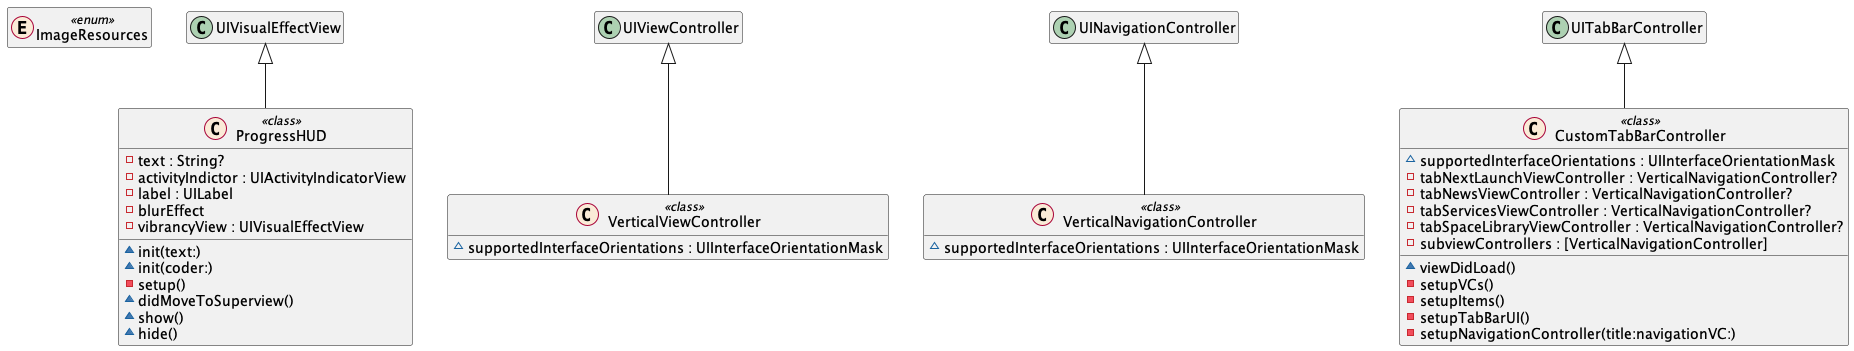 E
«enum»
ImageResources
C
UIVisualEffectView
C
«class»
ProgressHUD
text : String?
activityIndictor : UIActivityIndicatorView
label : UILabel
blurEffect
vibrancyView : UIVisualEffectView
init(text:)
init(coder:)
setup()
didMoveToSuperview()
show()
hide()
C
UIViewController
C
«class»
VerticalViewController
supportedInterfaceOrientations : UIInterfaceOrientationMask
C
UINavigationController
C
«class»
VerticalNavigationController
supportedInterfaceOrientations : UIInterfaceOrientationMask
C
UITabBarController
C
«class»
CustomTabBarController
supportedInterfaceOrientations : UIInterfaceOrientationMask
tabNextLaunchViewController : VerticalNavigationController?
tabNewsViewController : VerticalNavigationController?
tabServicesViewController : VerticalNavigationController?
tabSpaceLibraryViewController : VerticalNavigationController?
subviewControllers : [VerticalNavigationController]
viewDidLoad()
setupVCs()
setupItems()
setupTabBarUI()
setupNavigationController(title:navigationVC:)